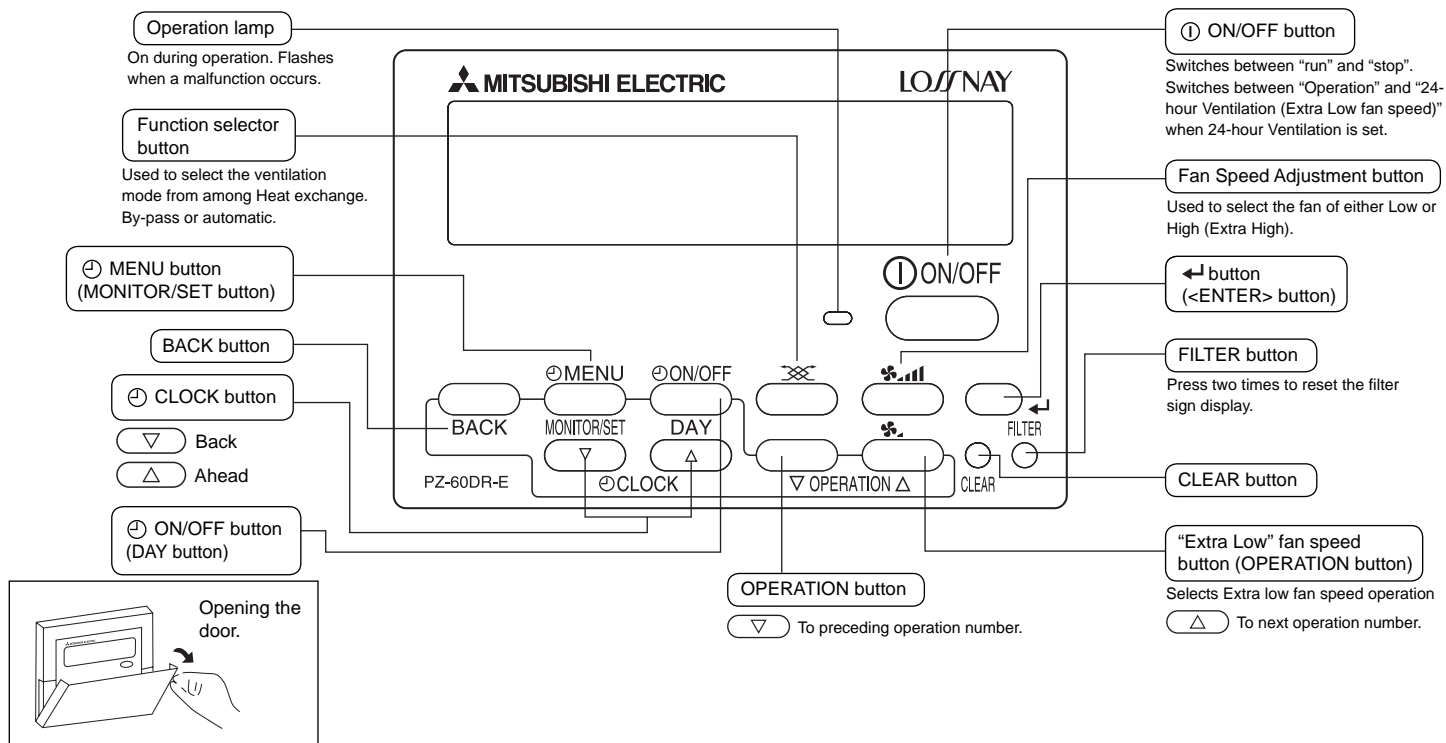 Operation lamp
On during operation. Flashes
when a malfunction occurs.
Function selector
button
Used to select the ventilation
mode from among Heat exchange.
By-pass or automatic.
MENU button
(MONITOR/SET button)
BACK button
CLOCK button
▽ Back
△ Ahead
ON/OFF button
(DAY button)
Opening the
door.
MITSUBISHI ELECTRIC
LOSSNAY
ON/OFF
MENU
ON/OFF
BACK
MONITOR/SET
DAY
FILTER
▽
△
PZ-60DR-E
CLOCK
▽ OPERATION △
CLEAR
OPERATION button
▽ To preceding operation number.
ON/OFF button
Switches between “run” and “stop”.
Switches between “Operation” and “24-
hour Ventilation (Extra Low fan speed)”
when 24-hour Ventilation is set.
Fan Speed Adjustment button
Used to select the fan of either Low or
High (Extra High).
↵ button
(<ENTER> button)
FILTER button
Press two times to reset the filter
sign display.
CLEAR button
“Extra Low” fan speed
button (OPERATION button)
Selects Extra low fan speed operation
△ To next operation number.